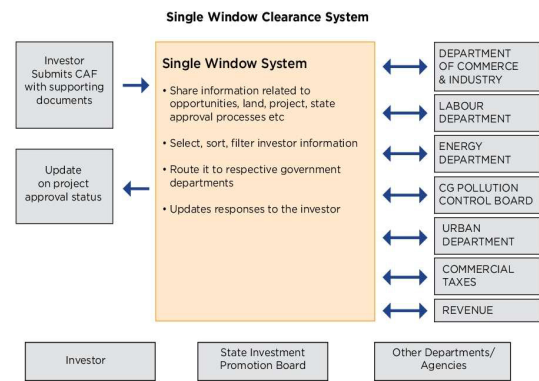 Single Window Clearance System
Investor
Submits CAF
with supporting
documents
Update
on project
approval status
Single Window System
• Share information related to
opportunities, land, project, state
approval processes etc
• Select, sort, filter investor information
• Route it to respective government
departments
• Updates responses to the investor
DEPARTMENT
OF COMMERCE
& INDUSTRY
LABOUR
DEPARTMENT
ENERGY
DEPARTMENT
CG POLLUTION
CONTROL BOARD
URBAN
DEPARTMENT
COMMERCIAL
TAXES
REVENUE
Investor
State Investment
Promotion Board
Other Departments/
Agencies